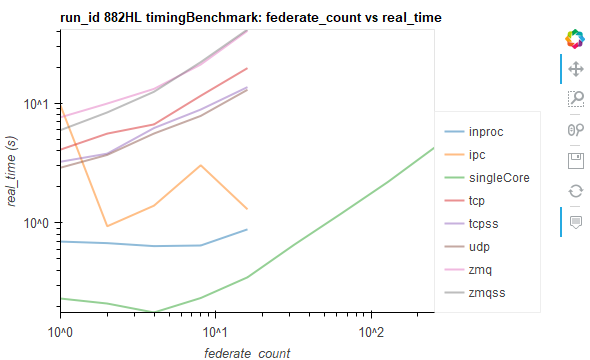 run_id 882HL timingBenchmark: federate_count vs real_time
real_time (s)
10^1
10^0
10^0
10^1
10^2
federate_count
inproc
ipc
singleCore
tcp
tcpss
udp
zmq
zmqss